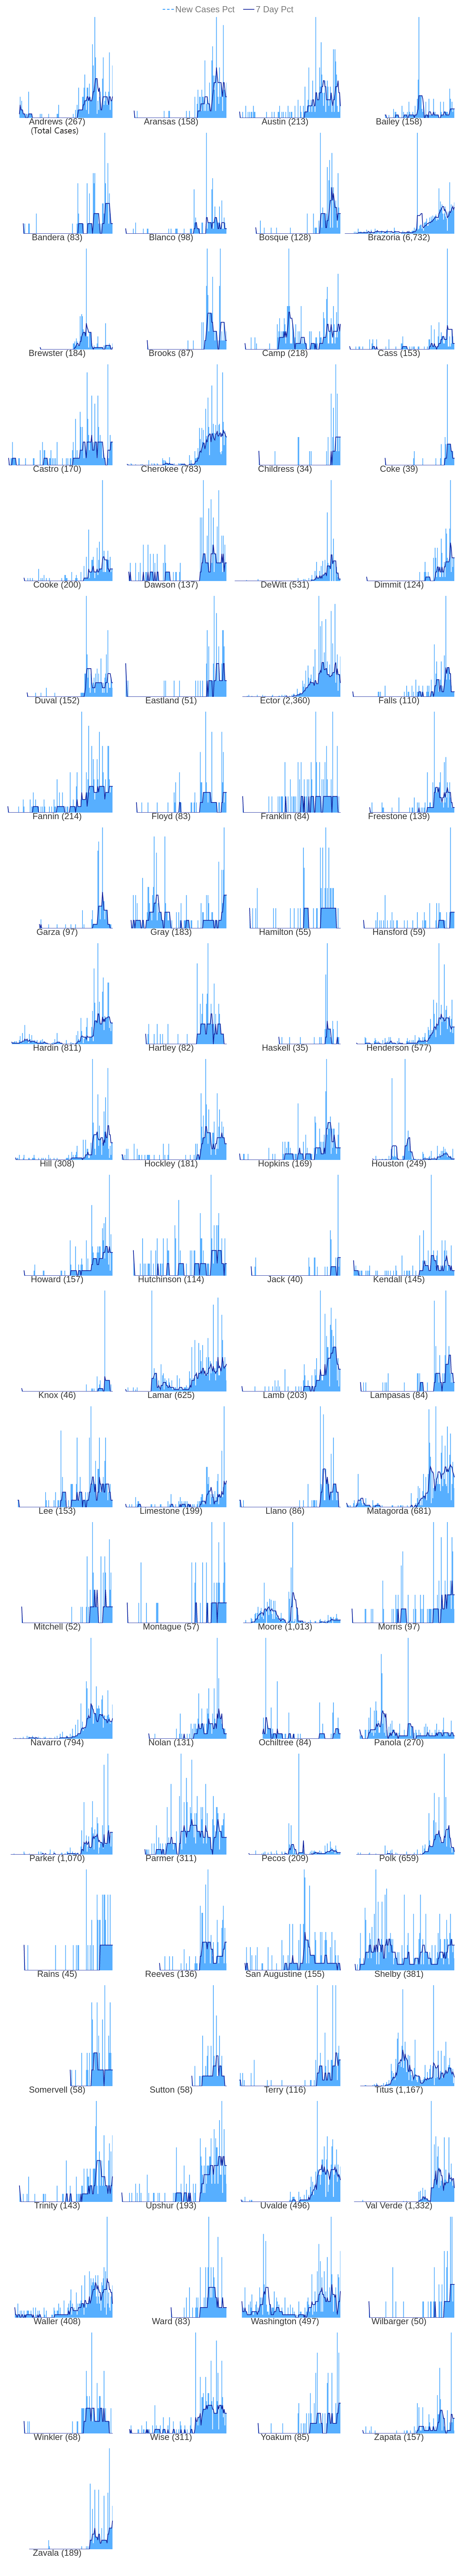 New Cases Pct 7 Day Pct
Andrews (267) Aransas (158) Austin (213) Bailey (158)
(Total Cases)
Bandera (83) Blanco (98) Bosque (128) Brazoria (6,732)
Brewster (184) Brooks (87) Camp (218) Cass (153)
Castro (170) Cherokee (783) Childress (34) Coke (39)
Cooke (200) Dawson (137) DeWitt (531) Dimmit (124)
Duval (152) Eastland (51) Ector (2,360) Falls (110)
Fannin (214) Floyd (83) Franklin (84) Freestone (139)
Garza (97) Gray (183) Hamilton (55) Hansford (59)
Hardin (811) Hartley (82) Haskell (35) Henderson (577)
Hill (308) Hockley (181) Hopkins (169) Houston (249)
Howard (157) Hutchinson (114) Jack (40) Kendall (145)
Knox (46) Lamar (625) Lamb (203) Lampasas (84)
Lee (153) Limestone (199) Llano (86) Matagorda (681)
Mitchell (52) Montague (57) Moore (1,013) Morris (97)
Navarro (794) Nolan (131) Ochiltree (84) Panola (270)
Parker (1,070) Parmer (311) Pecos (209) Polk (659)
Rains (45) Reeves (136) San Augustine (155) Shelby (381)
Somervell (58) Sutton (58) Terry (116) Titus (1,167)
Trinity (143) Upshur (193) Uvalde (496) Val Verde (1,332)
Waller (408) Ward (83) Washington (497) Wilbarger (50)
Winkler (68) Wise (311) Yoakum (85) Zapata (157)
Zavala (189)